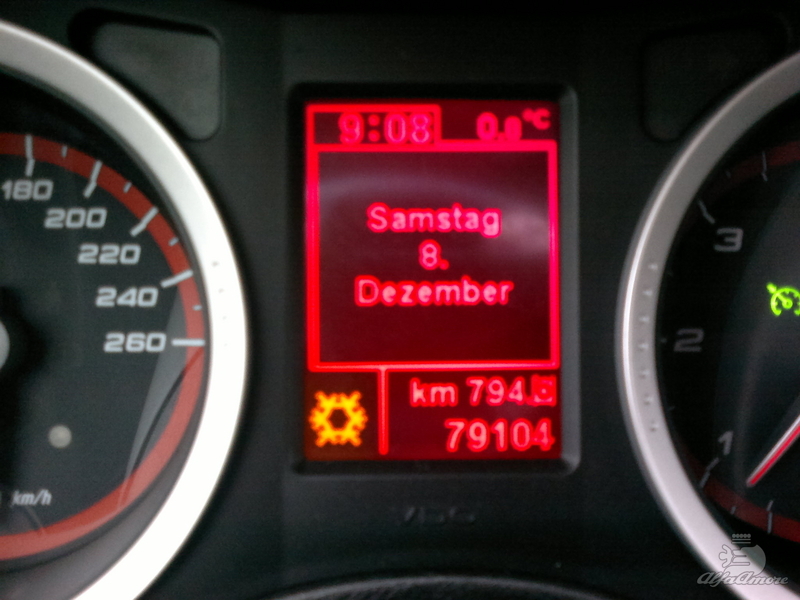 9:08 0.0 °C
Samstag
8.
Dezember
km 794.
79104
180
200
220
240
260
km/h
3
2
1
AlfaAmore